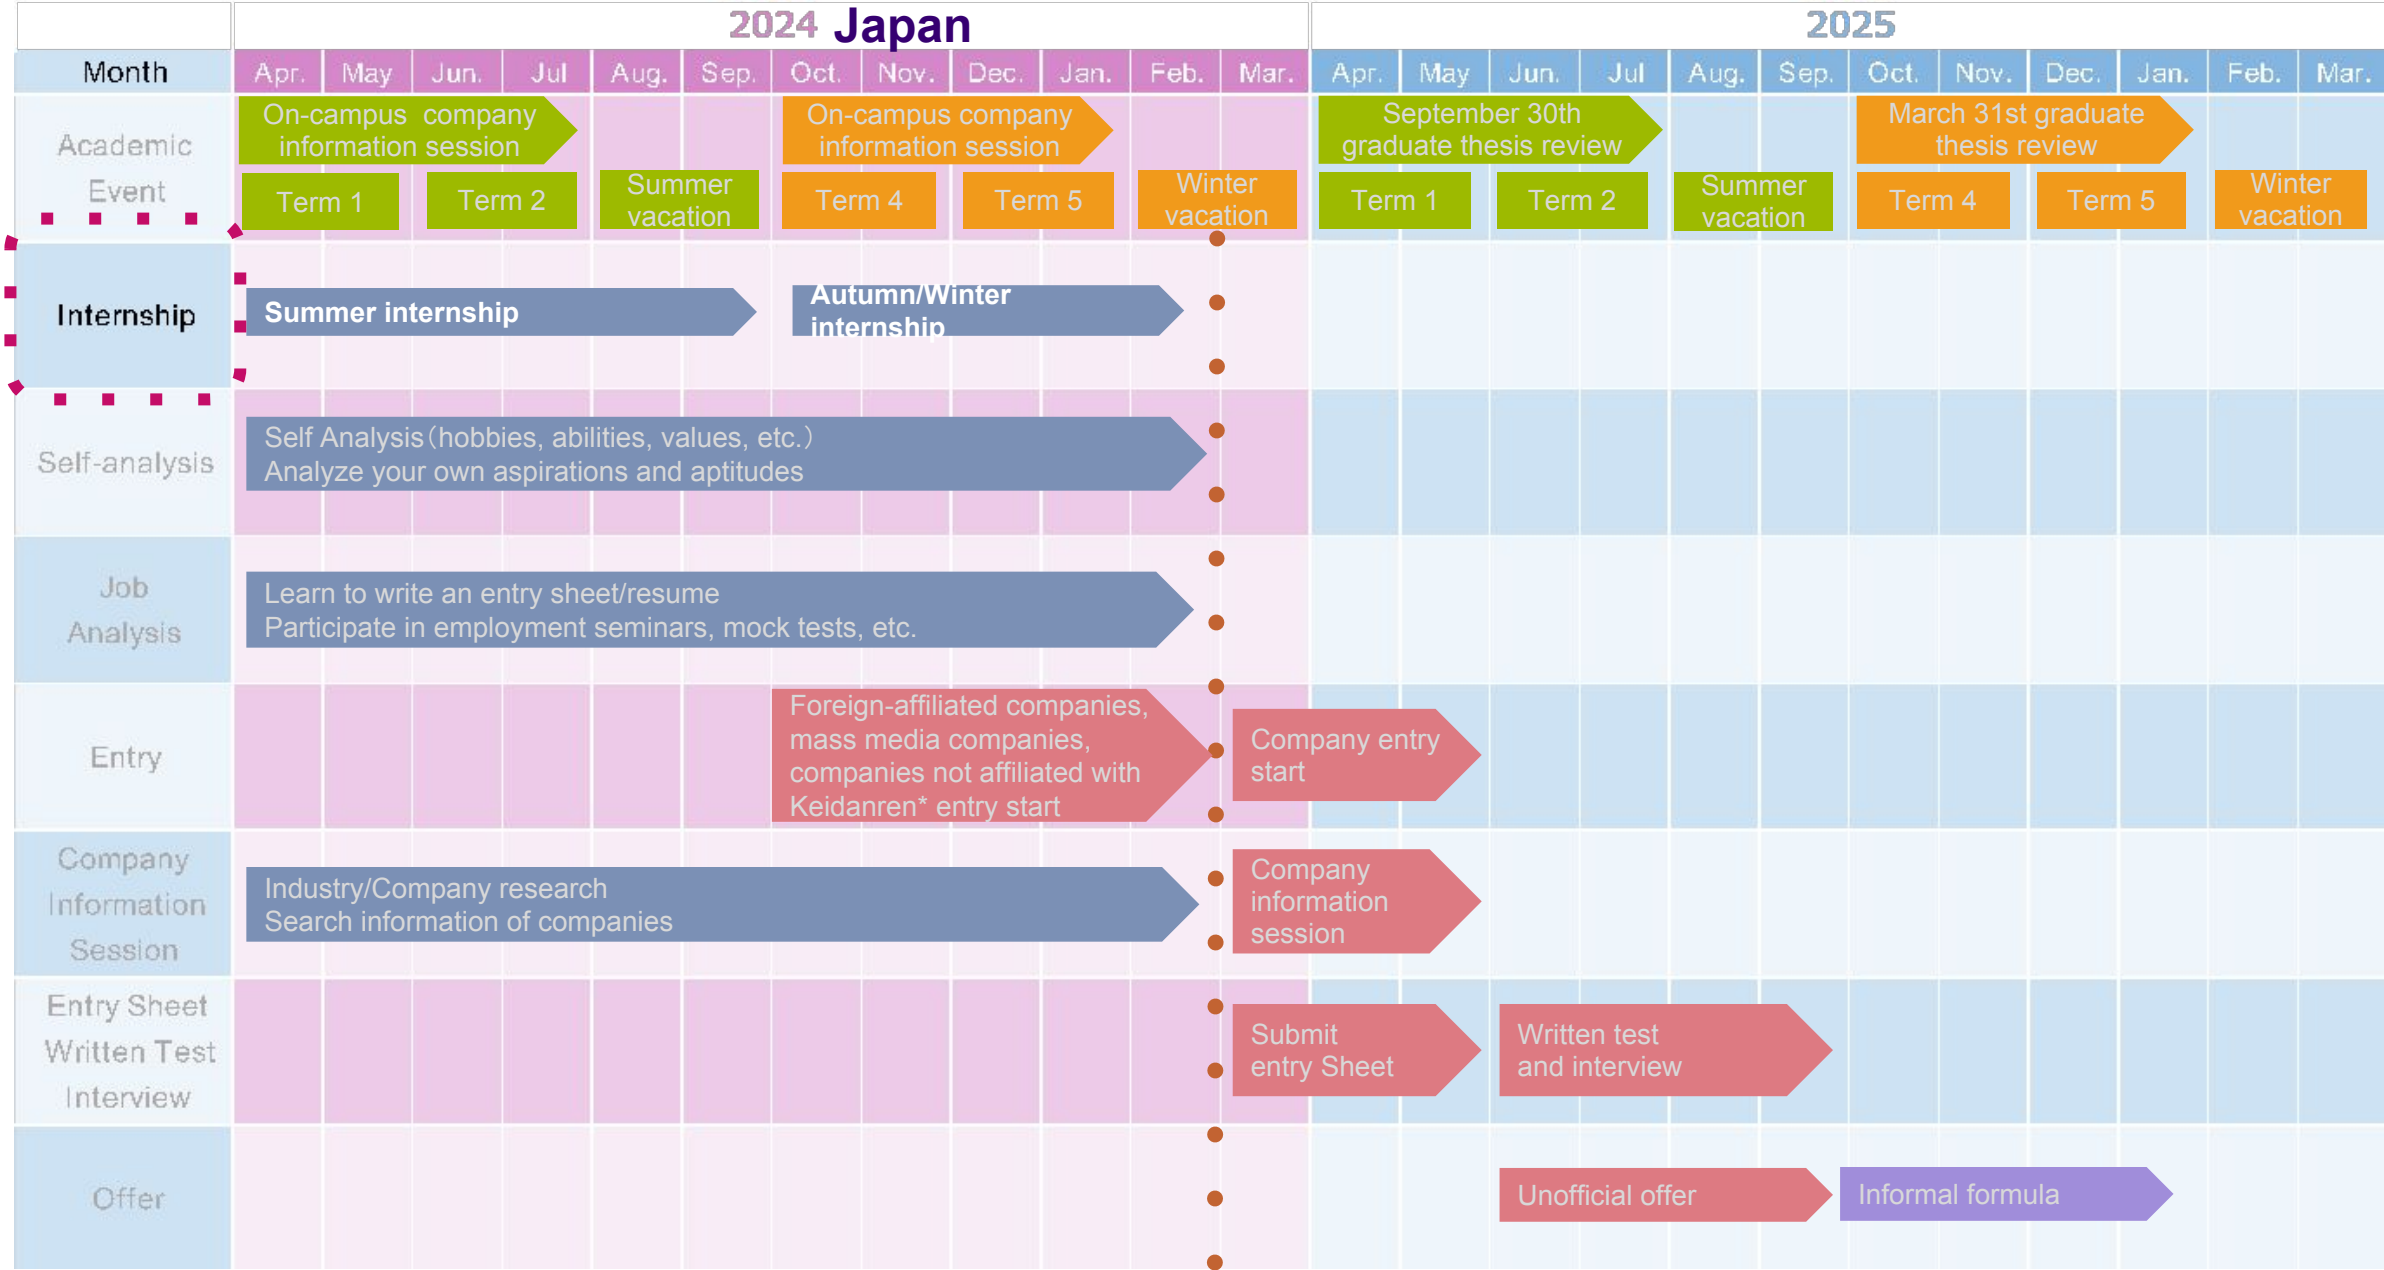 2024 Japan
2025
Month
Apr.
May
Jun.
Jul
Aug.
Sep.
Oct.
Nov.
Dec.
Jan.
Feb.
Mar.
Apr.
May
Jun.
Jul
Aug.
Sep.
Oct.
Nov.
Dec.
Jan.
Feb.
Mar.
Academic
Event
On-campus company
information session
On-campus company
information session
September 30th
graduate thesis review
March 31st graduate
thesis review
Term 1
Term 2
Summer
vacation
Term 4
Term 5
Winter
vacation
Term 1
Term 2
Summer
vacation
Term 4
Term 5
Winter
vacation
Internship
Summer internship
Autumn/Winter
internship
Self-analysis
Self Analysis（hobbies, abilities, values, etc.）
Analyze your own aspirations and aptitudes
Job
Analysis
Learn to write an entry sheet/resume
Participate in employment seminars, mock tests, etc.
Entry
Foreign-affiliated companies,
mass media companies,
companies not affiliated with
Keidanren* entry start
Company entry
start
Company
Information
Session
Industry/Company research
Search information of companies
Company
information
session
Entry Sheet
Written Test
Interview
Submit
entry Sheet
Written test
and interview
Offer
Unofficial offer
Informal formula